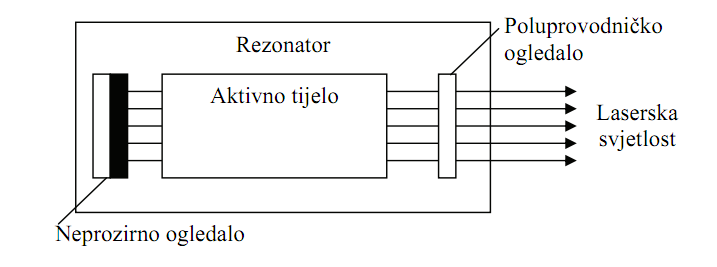 Poluprovodničko
ogledalo
Rezonator
Aktivno tijelo
Laserska
svjetlost
Neprozirno ogledalo